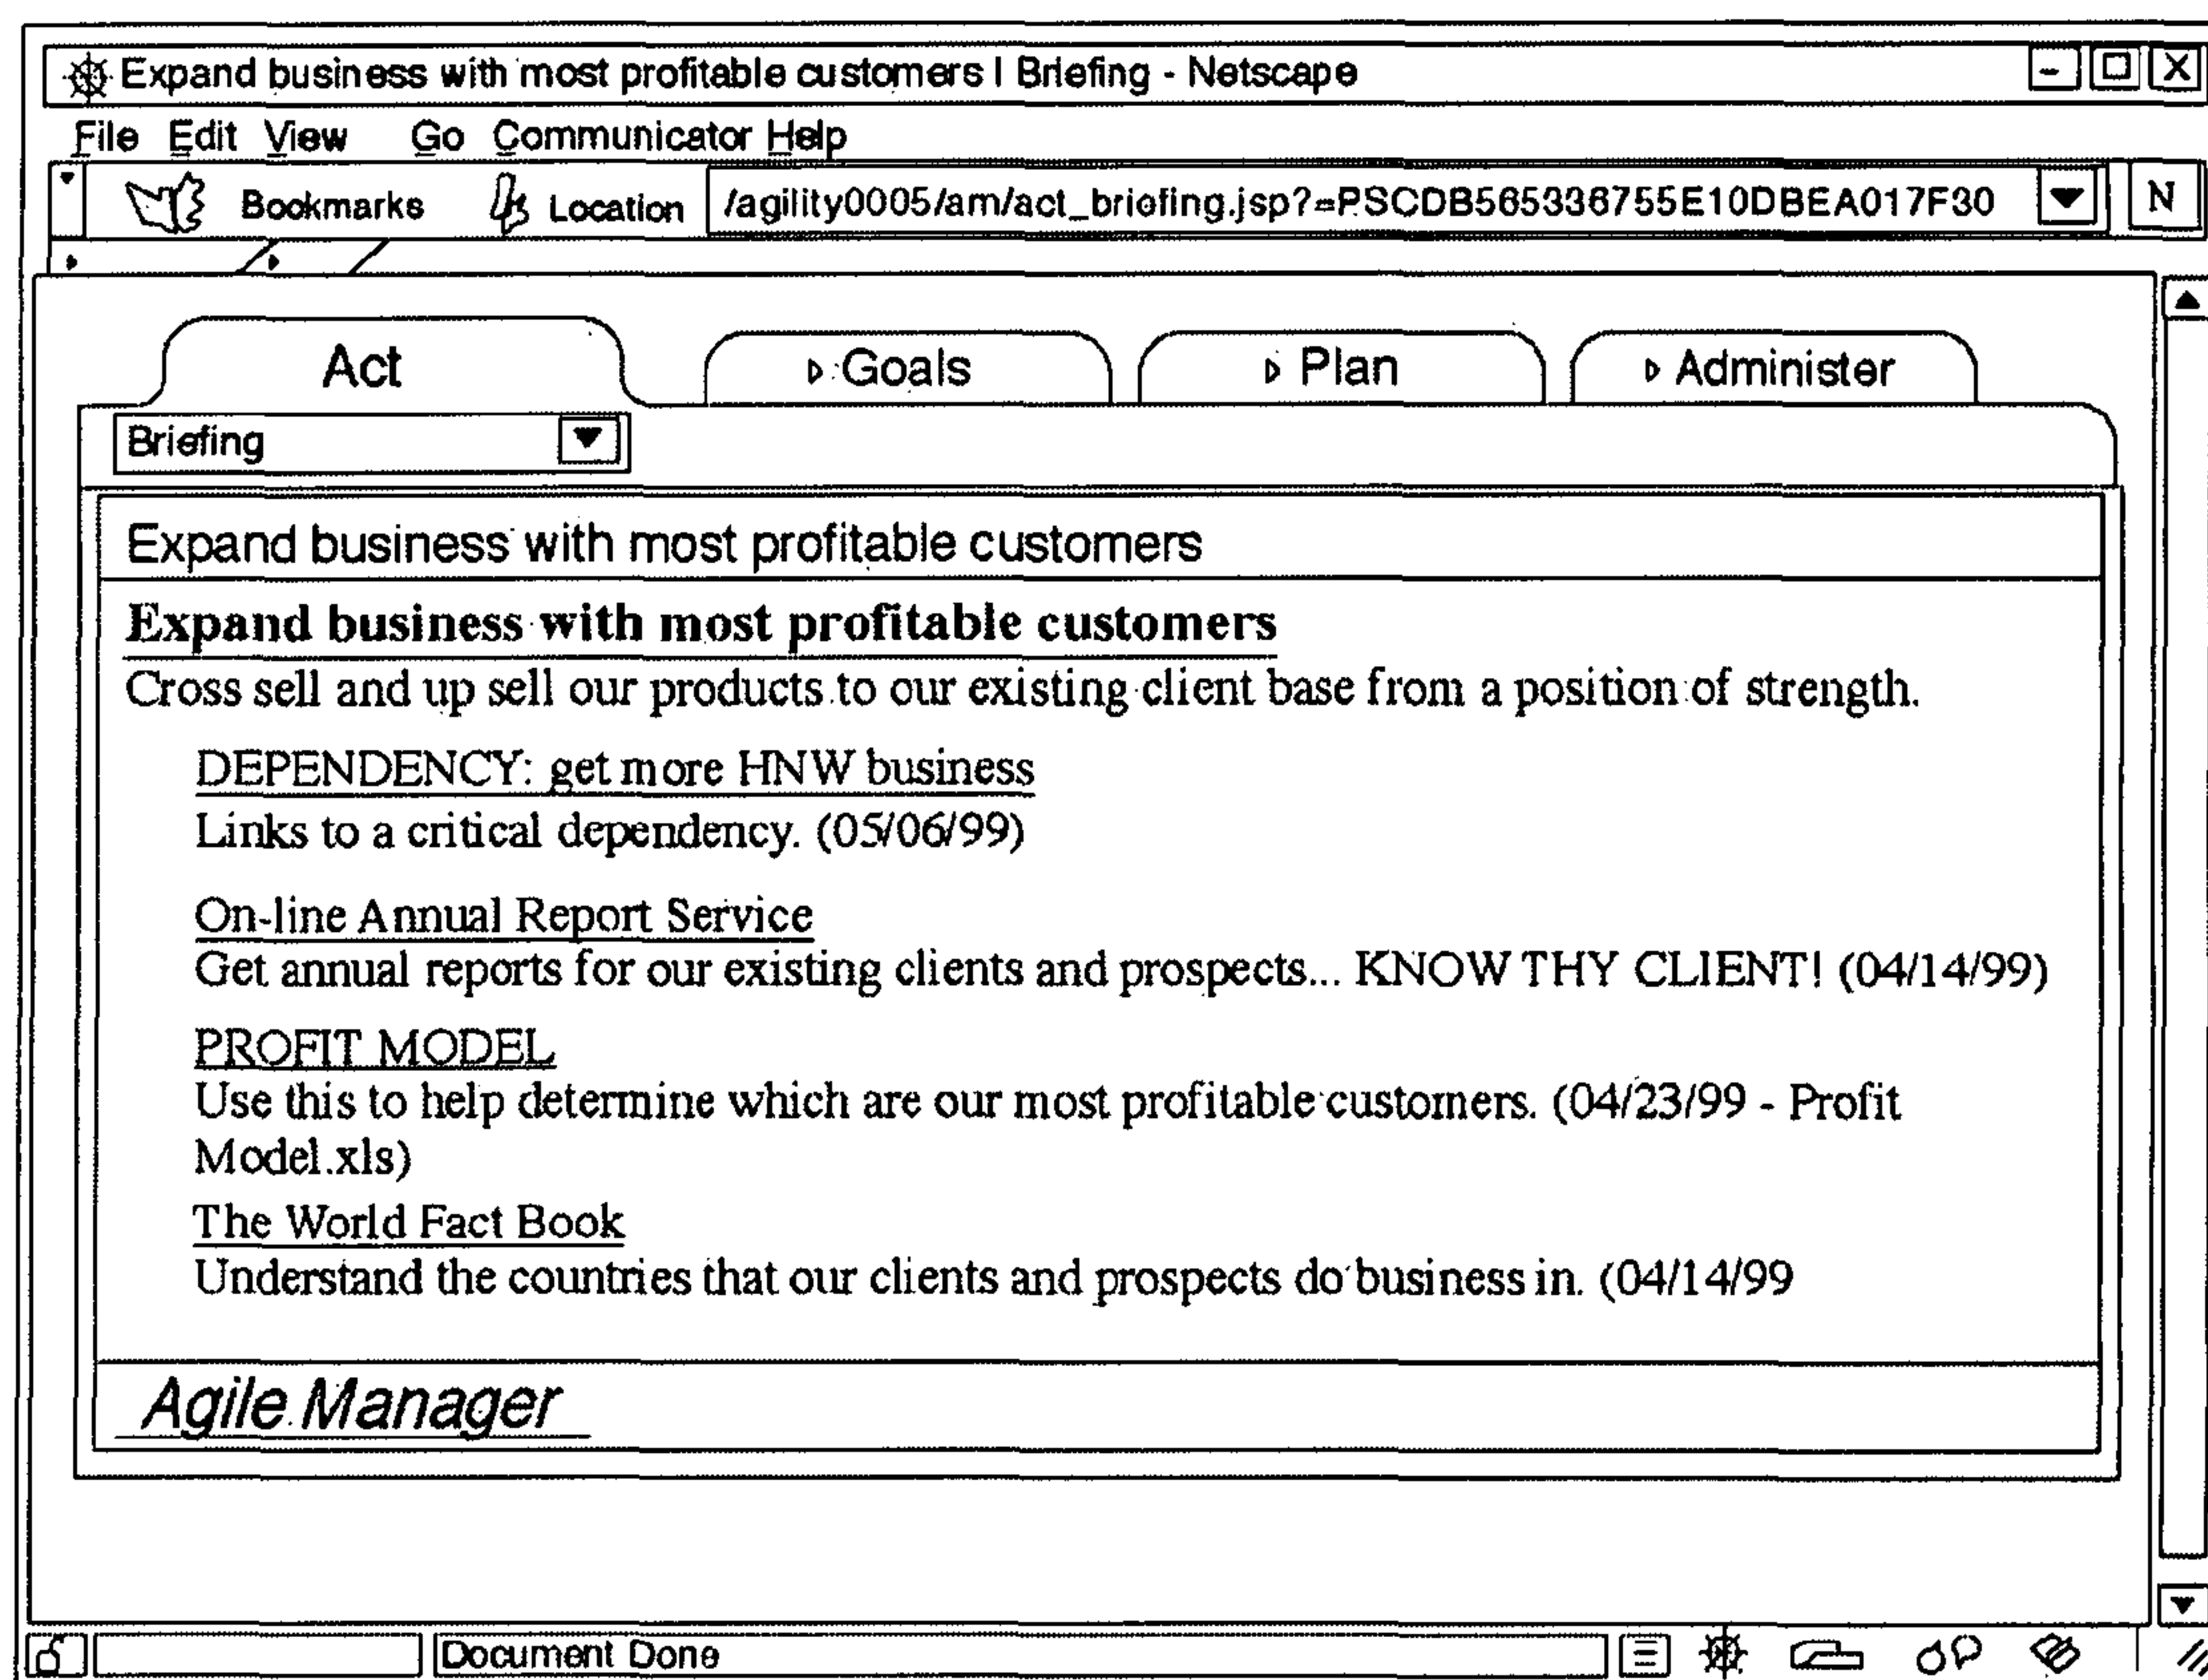 Expand business with most profitable customers | Briefing - Netscape
File Edit View Go Communicator Help
Bookmarks Location /agility0005/am/act_briefing.jsp?=PSCDB565336755E10DBEA017F30 N
Act Goals Plan Administer
Briefing
Expand business with most profitable customers
Expand business with most profitable customers
Cross sell and up sell our products to our existing client base from a position of strength.
DEPENDENCY: get more HNW business
Links to a critical dependency. (05/06/99)
On-line Annual Report Service
Get annual reports for our existing clients and prospects... KNOW THY CLIENT! (04/14/99)
PROFIT MODEL
Use this to help determine which are our most profitable customers. (04/23/99 - Profit
Model.xls)
The World Fact Book
Understand the countries that our clients and prospects do business in. (04/14/99
Agile Manager
Document Done